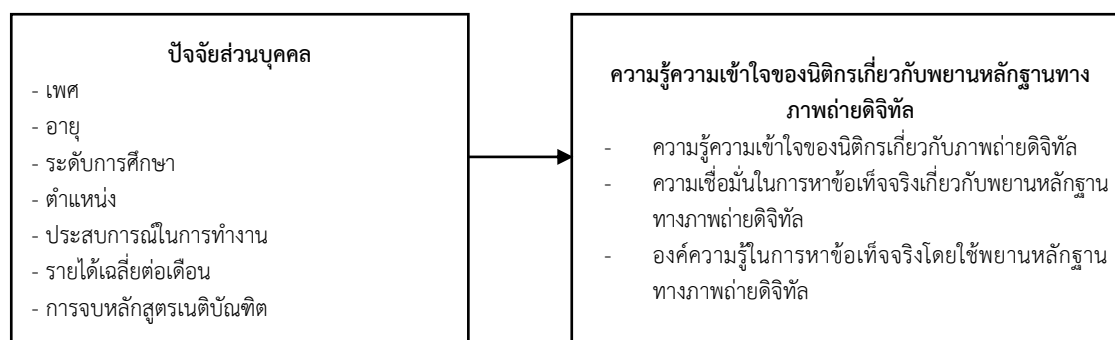 ปัจจัยส่วนบุคคล
- เพศ
- อายุ
- ระดับการศึกษา
- ตำแหน่ง
- ประสบการณ์ในการทำงาน
- รายได้เฉลี่ยต่อเดือน
- การจบหลักสูตรเนติบัณฑิต
ความรู้ความเข้าใจของนิติกรเกี่ยวกับพยานหลักฐานทาง
ภาพถ่ายดิจิทัล
- ความรู้ความเข้าใจของนิติกรเกี่ยวกับภาพถ่ายดิจิทัล
- ความเชื่อมั่นในการหาข้อเท็จจริงเกี่ยวกับพยานหลักฐาน
ทางภาพถ่ายดิจิทัล
- องค์ความรู้ในการหาข้อเท็จจริงโดยใช้พยานหลักฐาน
ทางภาพถ่ายดิจิทัล